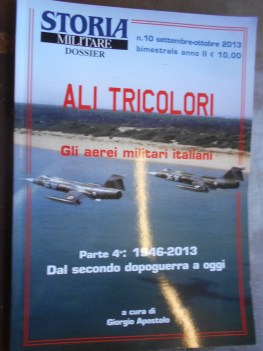 STORIA
MILITARE
DOSSIER
n.10 settembre-ottobre 2013
bimestrale anno II € 10,00
ALI TRICOLORI
Gli aerei militari italiani
Parte 4ª: 1946-2013
Dal secondo dopoguerra a oggi
a cura di
Giorgio Apostolo